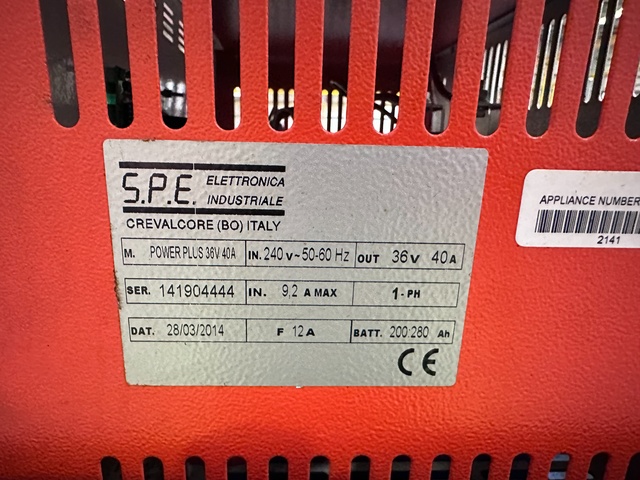 S.P.E. ELETTRONICA
INDUSTRIALE
CREVALCORE (BO) ITALY
M. POWER PLUS 36V 40A IN. 240 V~50-60 Hz OUT 36V 40A
SER. 141904444 IN. 9,2 A MAX 1-PH
DAT. 28/03/2014 F 12A BATT. 200:280 Ah
CE
APPLIANCE NUMBER
2141